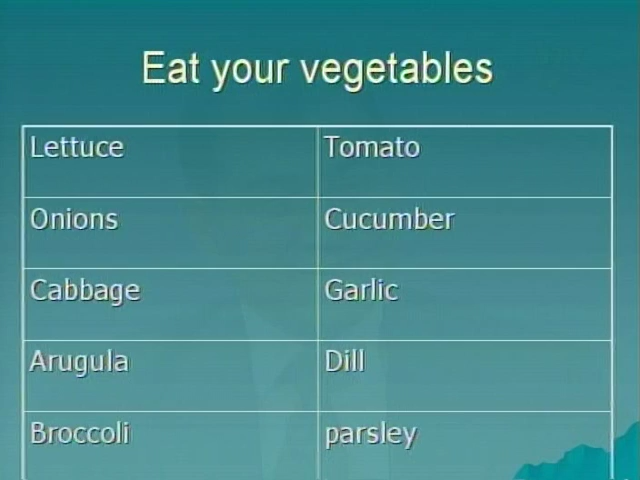 Eat your vegetables
Lettuce Tomato
Onions Cucumber
Cabbage Garlic
Arugula Dill
Broccoli parsley